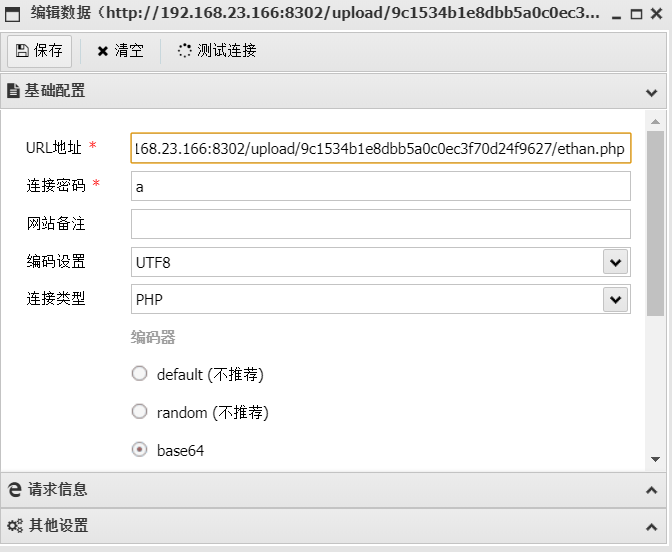 编辑数据（http://192.168.23.166:8302/upload/9c1534b1e8dbb5a0c0ec3...
保存 清空 测试连接
基础配置
URL地址 * 168.23.166:8302/upload/9c1534b1e8dbb5a0c0ec3f70d24f9627/ethan.php
连接密码 * a
网站备注
编码设置 UTF8
连接类型 PHP
编码器
default (不推荐)
random (不推荐)
base64
请求信息
其他设置